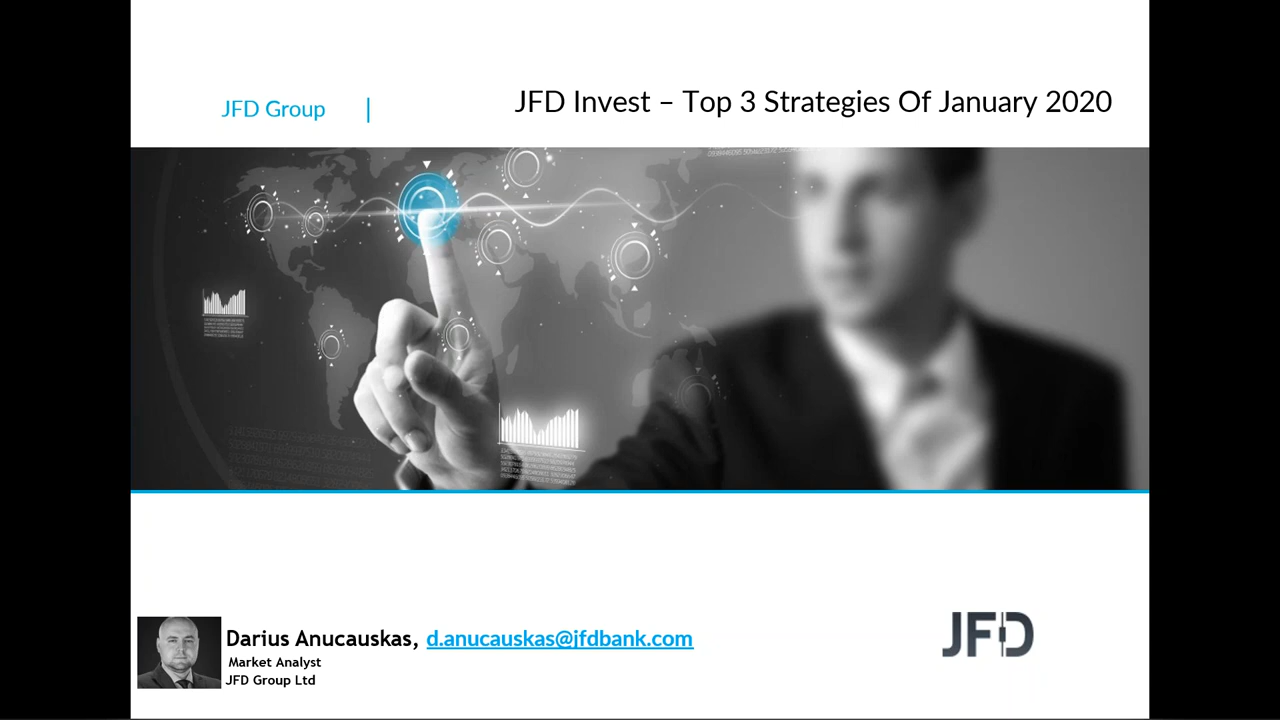 JFD Group |
JFD Invest – Top 3 Strategies Of January 2020
Darius Anucauskas, d.anucauskas@jfdbank.com
Market Analyst
JFD Group Ltd
JFD